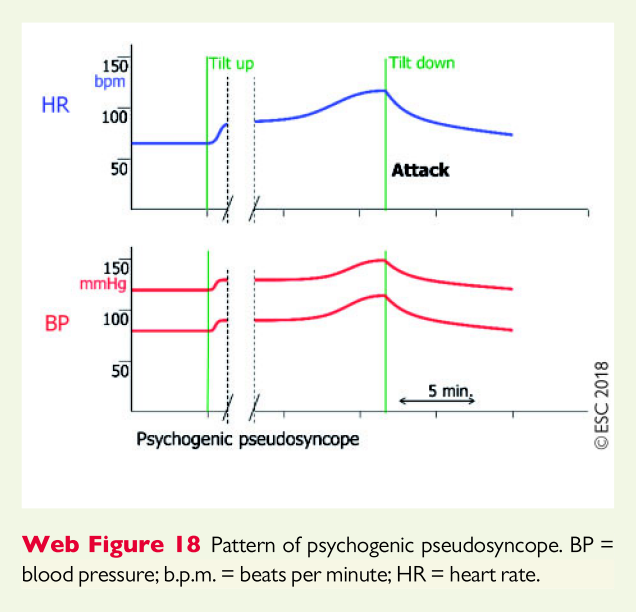 150
bpm
HR
100
50
Tilt up
Tilt down
Attack
150
mmHg
BP
100
50
5 min.
Psychogenic pseudosyncope
© ESC 2018
Web Figure 18 Pattern of psychogenic pseudosyncope. BP =
blood pressure; b.p.m. = beats per minute; HR = heart rate.